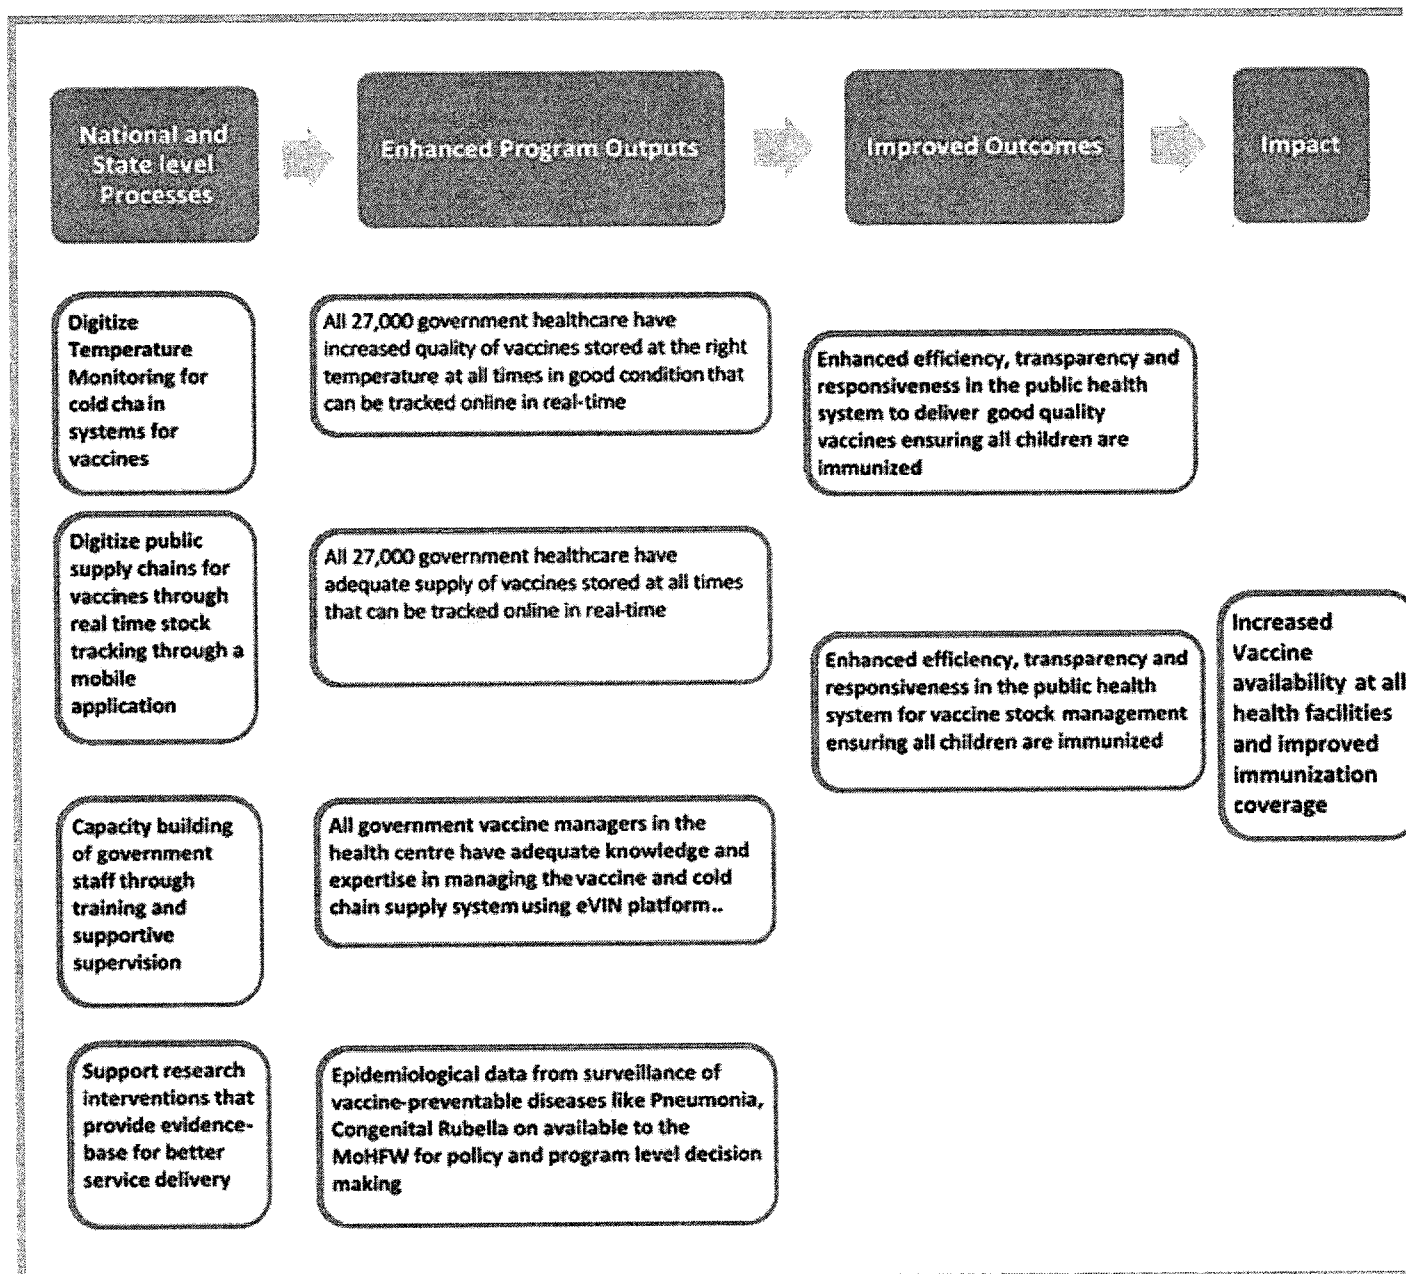 National and
State level
Processes
Enhanced Program Outputs
Improved Outcomes
Impact
Digitize
Temperature
Monitoring for
cold chain
systems for
vaccines
All 27,000 government healthcare have
increased quality of vaccines stored at the right
temperature at all times in good condition that
can be tracked online in real-time
Enhanced efficiency, transparency and
responsiveness in the public health
system to deliver good quality
vaccines ensuring all children are
immunized
Digitize public
supply chains for
vaccines through
real time stock
tracking through a
mobile
application
All 27,000 government healthcare have
adequate supply of vaccines stored at all times
that can be tracked online in real-time
Enhanced efficiency, transparency and
responsiveness in the public health
system for vaccine stock management
ensuring all children are immunized
Increased
Vaccine
availability at all
health facilities
and improved
immunization
coverage
Capacity building
of government
staff through
training and
supportive
supervision
All government vaccine managers in the
health centre have adequate knowledge and
expertise in managing the vaccine and cold
chain supply system using eVIN platform..
Support research
interventions that
provide evidence-
base for better
service delivery
Epidemiological data from surveillance of
vaccine-preventable diseases like Pneumonia,
Congenital Rubella on available to the
MoHFW for policy and program level decision
making